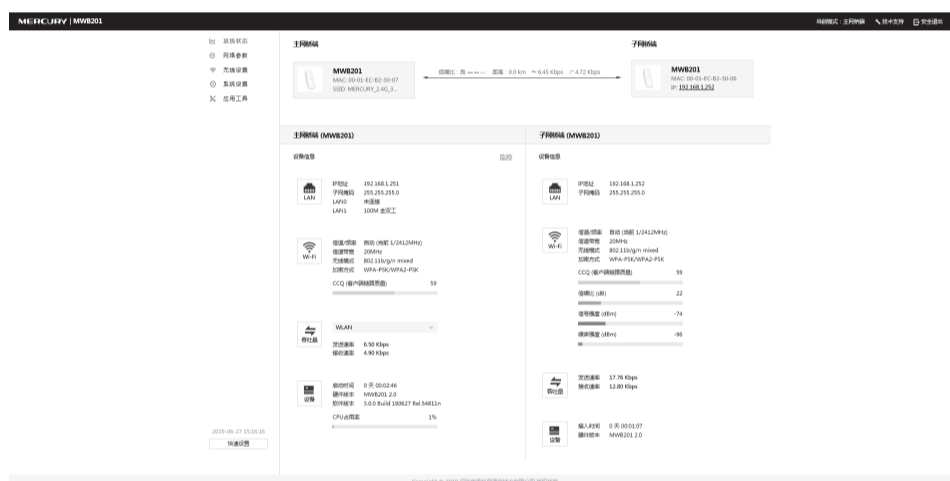 MERCURY | MWB201
当前模式：主网桥端 技术支持 安全退出
系统状态
网络参数
无线设置
系统设置
应用工具
主网桥端
MWB201
MAC: 00-01-EC-B2-30-07
SSID: MERCURY_2.4G_3...
信噪比：
距离：0.0 km
6.45 Kbps
4.72 Kbps
子网桥端
MWB201
MAC: 00-01-EC-B2-30-06
IP: 192.168.1.252
主网桥端 (MWB201)
设备信息
LAN
IP地址 192.168.1.251
子网掩码 255.255.255.0
LAN0 未连接
LAN1 100M 全双工
Wi-Fi
信道/频率 自动 (当前 1/2412MHz)
信道带宽 20MHz
无线模式 802.11b/g/n mixed
加密方式 WPA-PSK/WPA2-PSK
CCQ (客户端链路质量) 59
吞吐量
WLAN
发送速率 6.50 Kbps
接收速率 4.90 Kbps
设备
启动时间 0 天 00:02:46
硬件版本 MWB201 2.0
软件版本 3.0.0 Build 190627 Rel.54811n
CPU占用率 1%
子网桥端 (MWB201)
设备信息
LAN
IP地址 192.168.1.252
子网掩码 255.255.255.0
Wi-Fi
信道/频率 自动 (当前 1/2412MHz)
信道带宽 20MHz
无线模式 802.11b/g/n mixed
加密方式 WPA-PSK/WPA2-PSK
CCQ (客户端链路质量) 59
信噪比 (dB) 22
信号强度 (dBm) -74
噪声强度 (dBm) -96
吞吐量
发送速率 17.76 Kbps
接收速率 12.80 Kbps
设备
接入时间 0 天 00:01:07
硬件版本 MWB201 2.0
2019-06-27 15:16:16
快速设置